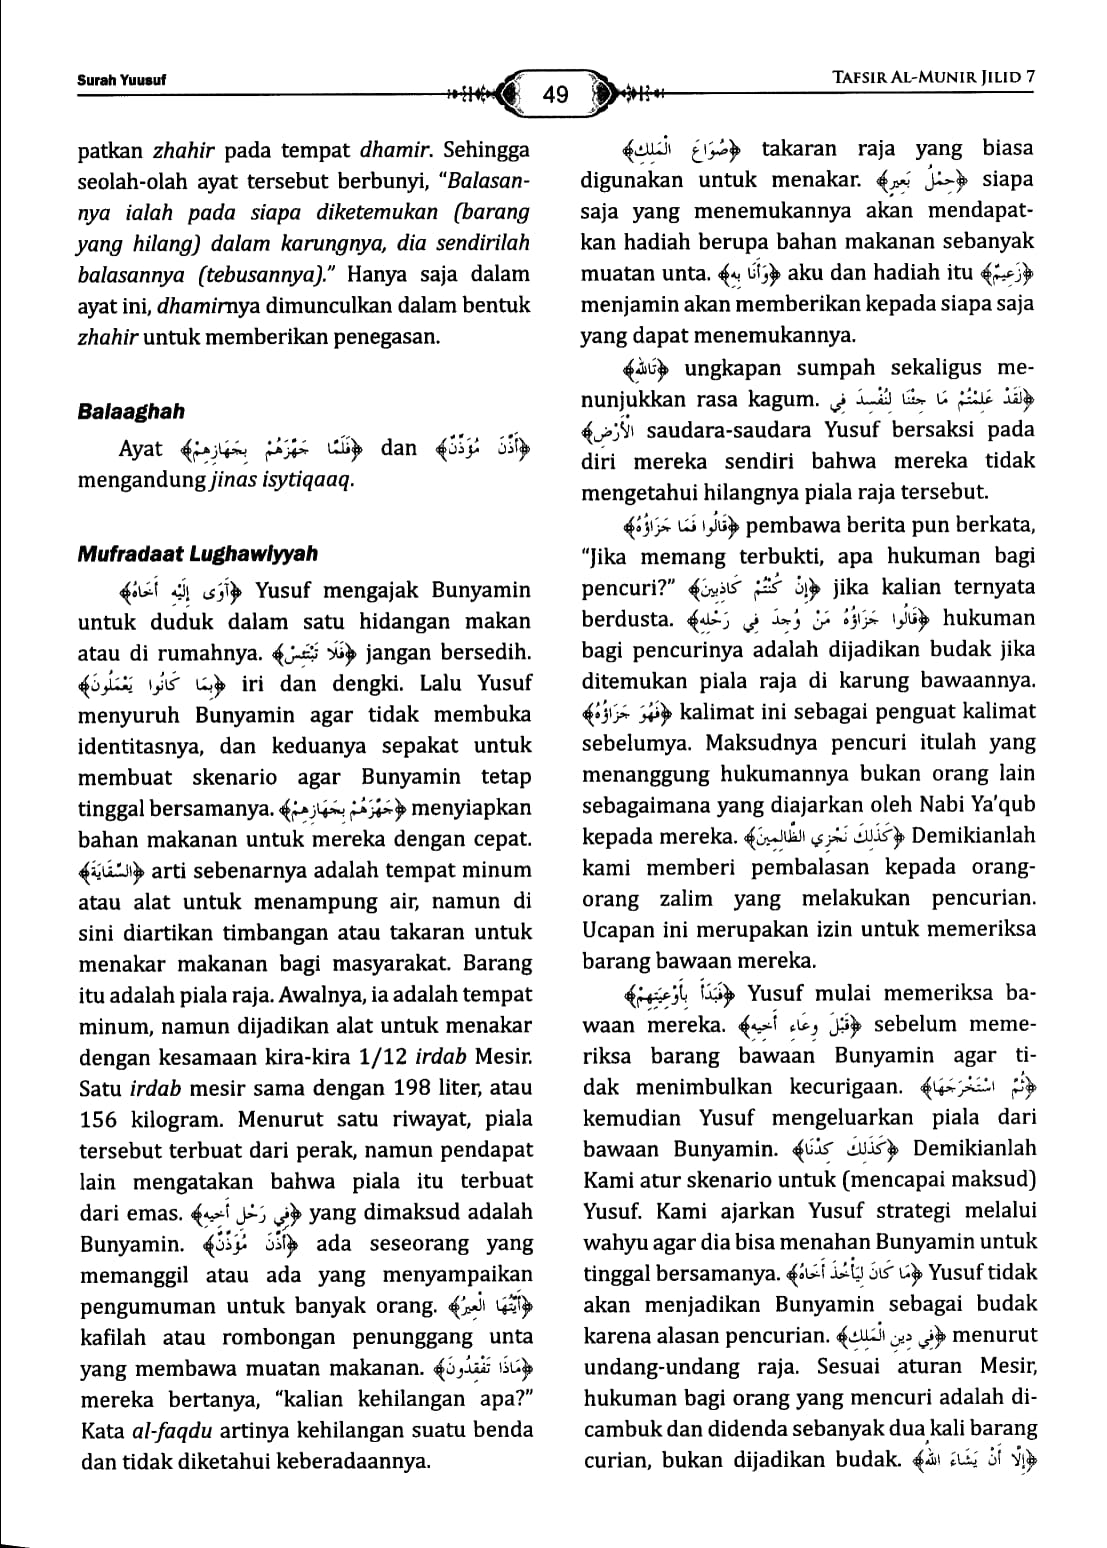 Surah Yuusuf
49
TAFSIR AL-MUNIR JILID 7
patkan zhahir pada tempat dhamir. Sehingga
seolah-olah ayat tersebut berbunyi, “Balasan-
nya ialah pada siapa diketemukan (barang
yang hilang) dalam karungnya, dia sendirilah
balasannya (tebusannya).” Hanya saja dalam
ayat ini, dhamirnya dimunculkan dalam bentuk
zhahir untuk memberikan penegasan.
Balaaghah
Ayat ﴿فَلَمَّا جَهَّزَهُمْ بِجَهَازِهِمْ﴾ dan ﴿أَذَّنَ مُؤَذِّنٌ﴾
mengandung jinas isytiqaaq.
Mufradaat Lughawiyyah
﴿آوَى إِلَيْهِ أَخَاهُ﴾ Yusuf mengajak Bunyamin
untuk duduk dalam satu hidangan makan
atau di rumahnya. ﴿فَلَا تَبْتَئِسْ﴾ jangan bersedih.
﴿بِمَا كَانُوا يَعْمَلُونَ﴾ iri dan dengki. Lalu Yusuf
menyuruh Bunyamin agar tidak membuka
identitasnya, dan keduanya sepakat untuk
membuat skenario agar Bunyamin tetap
tinggal bersamanya. ﴿جَهَّزَهُمْ بِجَهَازِهِمْ﴾ menyiapkan
bahan makanan untuk mereka dengan cepat.
﴿السِّقَايَةَ﴾ arti sebenarnya adalah tempat minum
atau alat untuk menampung air, namun di
sini diartikan timbangan atau takaran untuk
menakar makanan bagi masyarakat. Barang
itu adalah piala raja. Awalnya, ia adalah tempat
minum, namun dijadikan alat untuk menakar
dengan kesamaan kira-kira 1/12 irdab Mesir.
Satu irdab mesir sama dengan 198 liter, atau
156 kilogram. Menurut satu riwayat, piala
tersebut terbuat dari perak, namun pendapat
lain mengatakan bahwa piala itu terbuat
dari emas. ﴿فِي رَحْلِ أَخِيهِ﴾ yang dimaksud adalah
Bunyamin. ﴿أَذَّنَ مُؤَذِّنٌ﴾ ada seseorang yang
memanggil atau ada yang menyampaikan
pengumuman untuk banyak orang. ﴿أَيَّتُهَا الْعِيرُ﴾
kafilah atau rombongan penunggang unta
yang membawa muatan makanan. ﴿مَاذَا تَفْقِدُونَ﴾
mereka bertanya, “kalian kehilangan apa?”
Kata al-faqdu artinya kehilangan suatu benda
dan tidak diketahui keberadaannya.
﴿صُوَاعَ الْمَلِكِ﴾ takaran raja yang biasa
digunakan untuk menakar. ﴿حِمْلُ بَعِيرٍ﴾ siapa
saja yang menemukannya akan mendapat-
kan hadiah berupa bahan makanan sebanyak
muatan unta. ﴿وَأَنَا بِهِ﴾ aku dan hadiah itu ﴿زَعِيمٌ﴾
menjamin akan memberikan kepada siapa saja
yang dapat menemukannya.
﴿تَاللَّهِ﴾ ungkapan sumpah sekaligus me-
nunjukkan rasa kagum. ﴿لَقَدْ عَلِمْتُمْ مَا جِئْنَا لِنُفْسِدَ فِي
الْأَرْضِ﴾ saudara-saudara Yusuf bersaksi pada
diri mereka sendiri bahwa mereka tidak
mengetahui hilangnya piala raja tersebut.
﴿قَالُوا فَمَا جَزَاؤُهُ﴾ pembawa berita pun berkata,
“Jika memang terbukti, apa hukuman bagi
pencuri?” ﴿إِنْ كُنْتُمْ كَاذِبِينَ﴾ jika kalian ternyata
berdusta. ﴿قَالُوا جَزَاؤُهُ مَنْ وُجِدَ فِي رَحْلِهِ﴾ hukuman
bagi pencurinya adalah dijadikan budak jika
ditemukan piala raja di karung bawaannya.
﴿فَهُوَ جَزَاؤُهُ﴾ kalimat ini sebagai penguat kalimat
sebelumya. Maksudnya pencuri itulah yang
menanggung hukumannya bukan orang lain
sebagaimana yang diajarkan oleh Nabi Ya’qub
kepada mereka. ﴿كَذَلِكَ نَجْزِي الظَّالِمِينَ﴾ Demikianlah
kami memberi pembalasan kepada orang-
orang zalim yang melakukan pencurian.
Ucapan ini merupakan izin untuk memeriksa
barang bawaan mereka.
﴿فَبَدَأَ بِأَوْعِيَتِهِمْ﴾ Yusuf mulai memeriksa ba-
waan mereka. ﴿قَبْلَ وِعَاءِ أَخِيهِ﴾ sebelum meme-
riksa barang bawaan Bunyamin agar ti-
dak menimbulkan kecurigaan. ﴿ثُمَّ اسْتَخْرَجَهَا﴾
kemudian Yusuf mengeluarkan piala dari
bawaan Bunyamin. ﴿كَذَلِكَ كِدْنَا﴾ Demikianlah
Kami atur skenario untuk (mencapai maksud)
Yusuf. Kami ajarkan Yusuf strategi melalui
wahyu agar dia bisa menahan Bunyamin untuk
tinggal bersamanya. ﴿مَا كَانَ لِيَأْخُذَ أَخَاهُ﴾ Yusuf tidak
akan menjadikan Bunyamin sebagai budak
karena alasan pencurian. ﴿فِي دِينِ الْمَلِكِ﴾ menurut
undang-undang raja. Sesuai aturan Mesir,
hukuman bagi orang yang mencuri adalah di-
cambuk dan didenda sebanyak dua kali barang
curian, bukan dijadikan budak. ﴿إِلَّا أَنْ يَشَاءَ اللَّهُ﴾